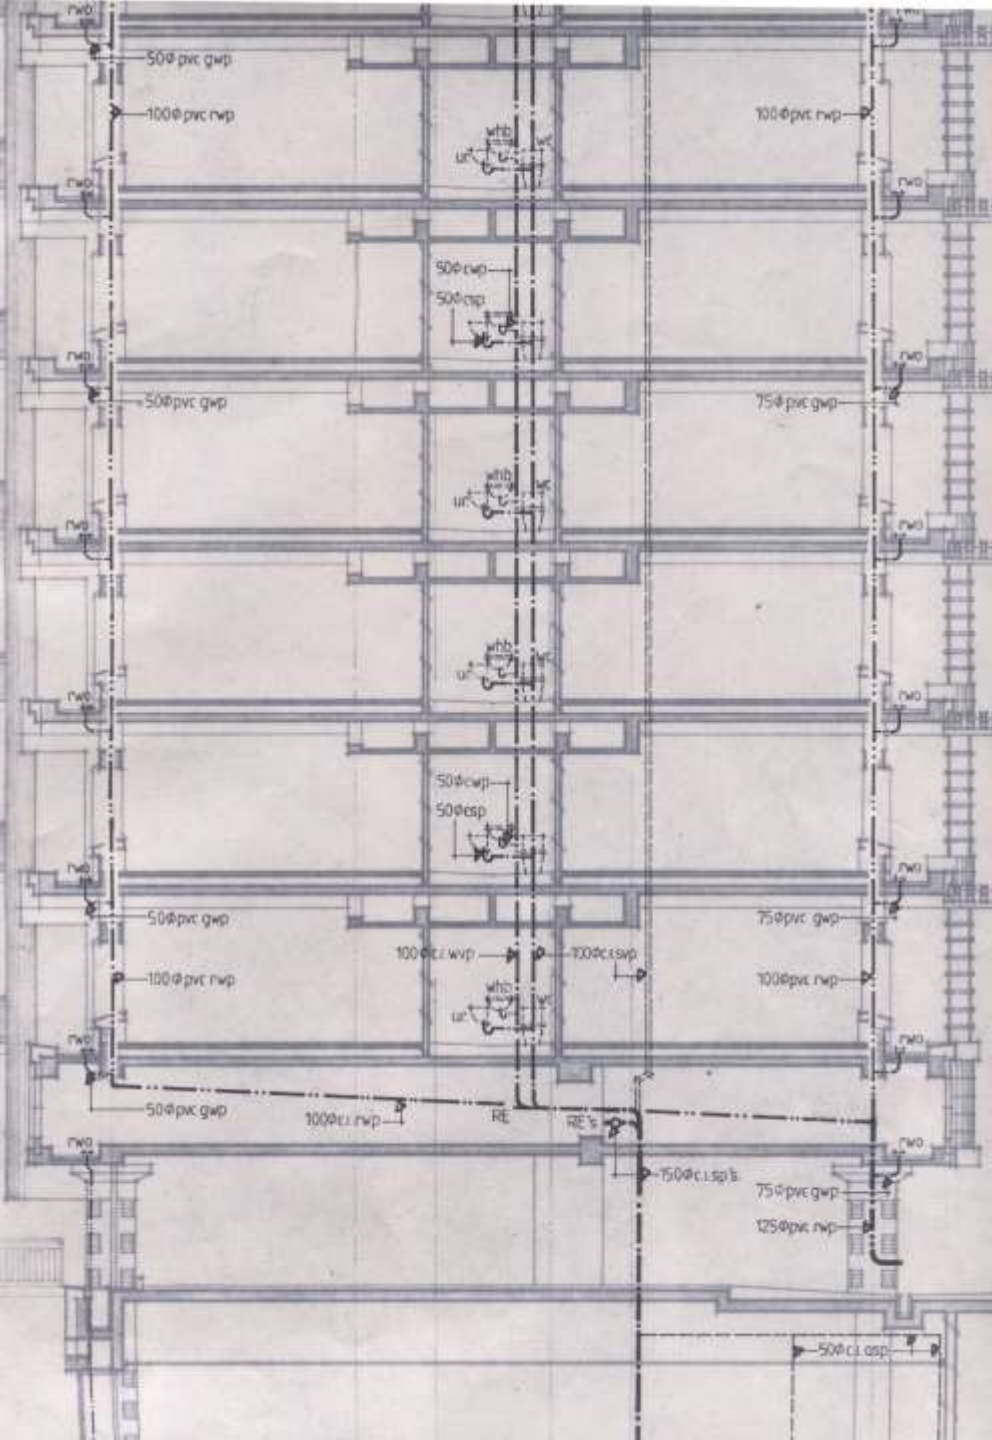 rwo rwo
50Φ pvc gwp
100Φ pvc rwp 100Φ pvc rwp
whb
ur wc
rwo rwo
50Φ cwp
50Φ csp
rwo rwo
50Φ pvc gwp 75Φ pvc gwp
whb
ur wc
rwo rwo
whb
ur wc
rwo rwo
50Φ cwp
50Φ csp
rwo rwo
50Φ pvc gwp 75Φ pvc gwp
100Φ c.i. wvp 100Φ c.i. svp
100Φ pvc rwp 100Φ pvc rwp
whb
ur wc
rwo rwo
50Φ pvc gwp
100Φ c.i. rwp RE RE's
rwo rwo
150Φ c.i. sp's
75Φ pvc gwp
125Φ pvc rwp
50Φ c.i. asp